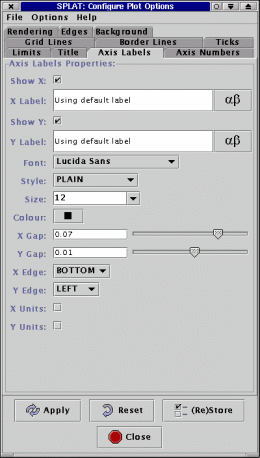 SPLAT: Configure Plot Options
File Options Help
Rendering Edges Background
Grid Lines Border Lines Ticks
Limits Title Axis Labels Axis Numbers
Axis Labels Properties:
Show X:
X Label: Using default label αβ
Show Y:
Y Label: Using default label αβ
Font: Lucida Sans
Style: PLAIN
Size: 12
Colour:
X Gap: 0.07
Y Gap: 0.01
X Edge: BOTTOM
Y Edge: LEFT
X Units:
Y Units:
Apply Reset (Re)Store
Close